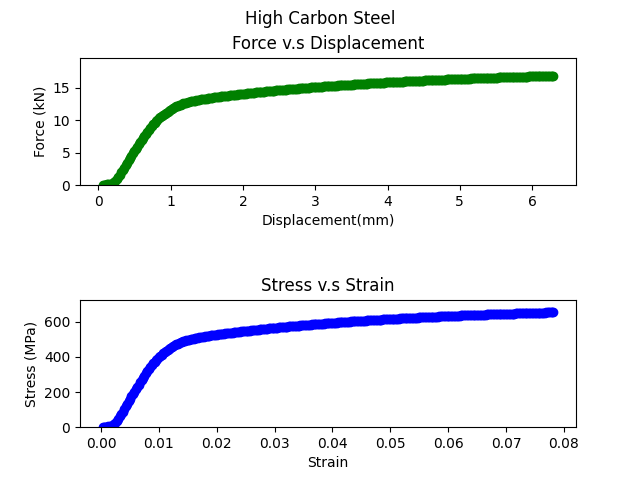 High Carbon Steel
Force v.s Displacement
Force (kN)
15
10
5
0
0 1 2 3 4 5 6
Displacement(mm)
Stress v.s Strain
Stress (MPa)
600
400
200
0
0.00 0.01 0.02 0.03 0.04 0.05 0.06 0.07 0.08
Strain